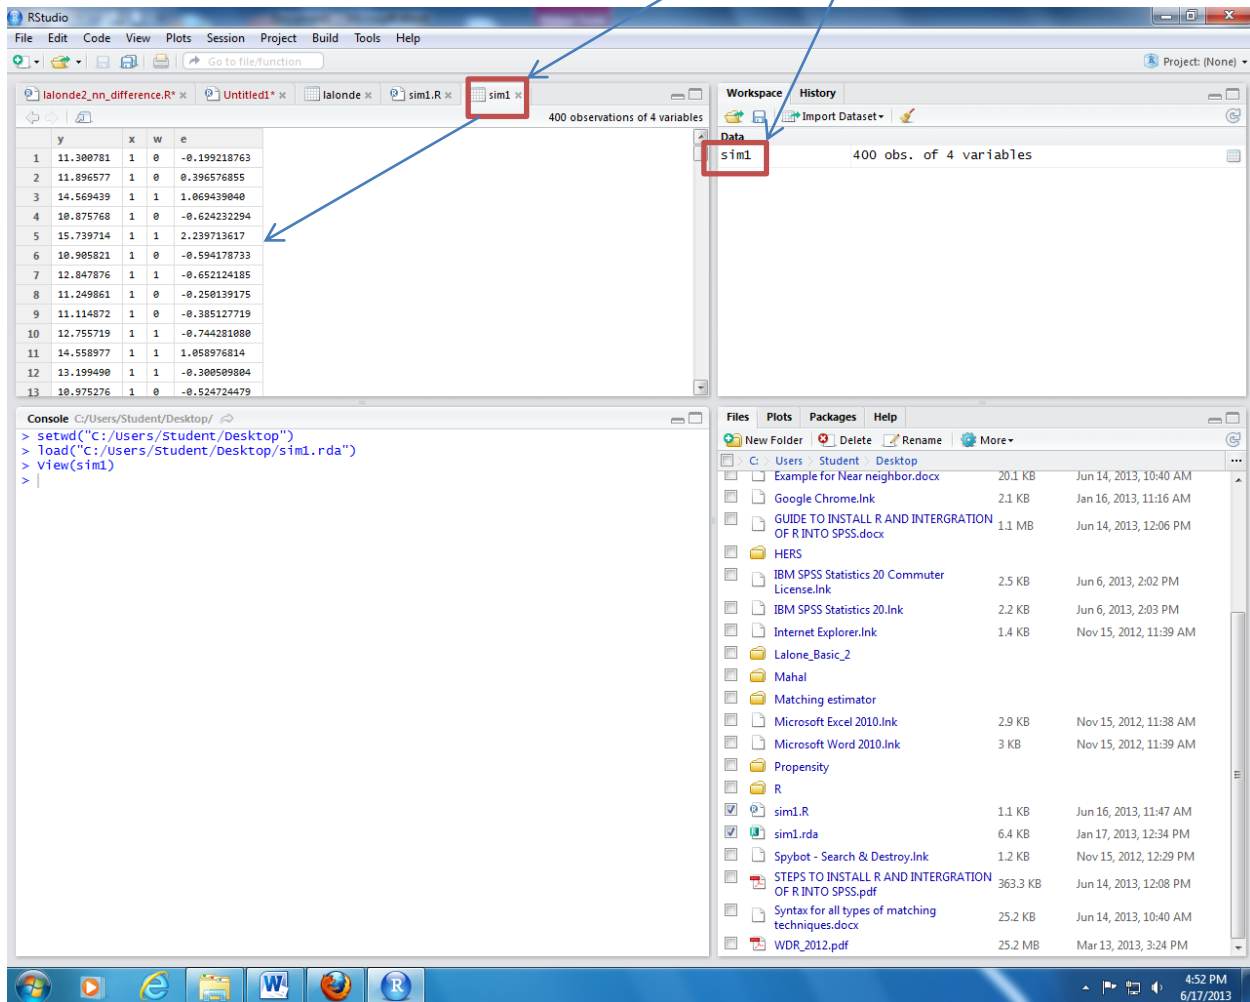 RStudio
File Edit Code View Plots Session Project Build Tools Help
Go to file/function
Project: (None)
lalonde2_nn_difference.R* Untitled1* lalonde sim1.R sim1
400 observations of 4 variables
y x w e
1 11.300781 1 0 -0.199218763
2 11.896577 1 0 0.396576855
3 14.569439 1 1 1.069439040
4 10.875768 1 0 -0.624232294
5 15.739714 1 1 2.239713617
6 10.905821 1 0 -0.594178733
7 12.847876 1 1 -0.652124185
8 11.249861 1 0 -0.250139175
9 11.114872 1 0 -0.385127719
10 12.755719 1 1 -0.744281080
11 14.558977 1 1 1.058976814
12 13.199490 1 1 -0.300509804
13 10.975276 1 0 -0.524724479
Workspace History
Import Dataset
Data
sim1 400 obs. of 4 variables
Console C:/Users/Student/Desktop/
> setwd("C:/Users/Student/Desktop")
> load("C:/Users/Student/Desktop/sim1.rda")
> View(sim1)
>
Files Plots Packages Help
New Folder Delete Rename More
C: Users Student Desktop
Example for Near neighbor.docx 20.1 KB Jun 14, 2013, 10:40 AM
Google Chrome.lnk 2.1 KB Jan 16, 2013, 11:16 AM
GUIDE TO INSTALL R AND INTERGRATION
OF R INTO SPSS.docx 1.1 MB Jun 14, 2013, 12:06 PM
HERS
IBM SPSS Statistics 20 Commuter
License.lnk 2.5 KB Jun 6, 2013, 2:02 PM
IBM SPSS Statistics 20.lnk 2.2 KB Jun 6, 2013, 2:03 PM
Internet Explorer.lnk 1.4 KB Nov 15, 2012, 11:39 AM
Lalone_Basic_2
Mahal
Matching estimator
Microsoft Excel 2010.lnk 2.9 KB Nov 15, 2012, 11:38 AM
Microsoft Word 2010.lnk 3 KB Nov 15, 2012, 11:39 AM
Propensity
R
sim1.R 1.1 KB Jun 16, 2013, 11:47 AM
sim1.rda 6.4 KB Jan 17, 2013, 12:34 PM
Spybot - Search & Destroy.lnk 1.2 KB Nov 15, 2012, 12:29 PM
STEPS TO INSTALL R AND INTERGRATION
OF R INTO SPSS.pdf 363.3 KB Jun 14, 2013, 12:08 PM
Syntax for all types of matching
techniques.docx 25.2 KB Jun 14, 2013, 10:40 AM
WDR_2012.pdf 25.2 MB Mar 13, 2013, 3:24 PM
4:52 PM
6/17/2013